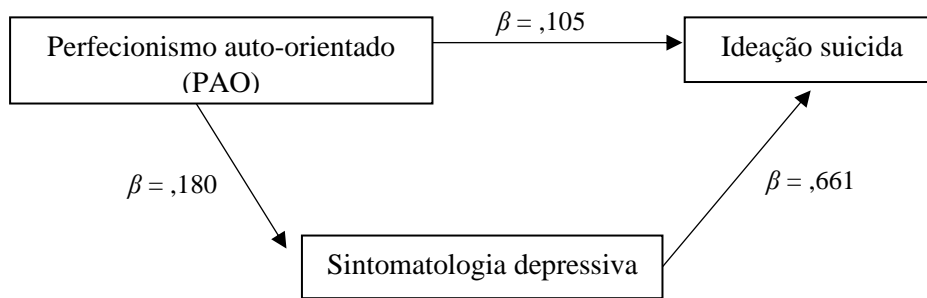 β = ,105
Perfecionismo auto-orientado
(PAO)
Ideação suicida
β = ,180
β = ,661
Sintomatologia depressiva